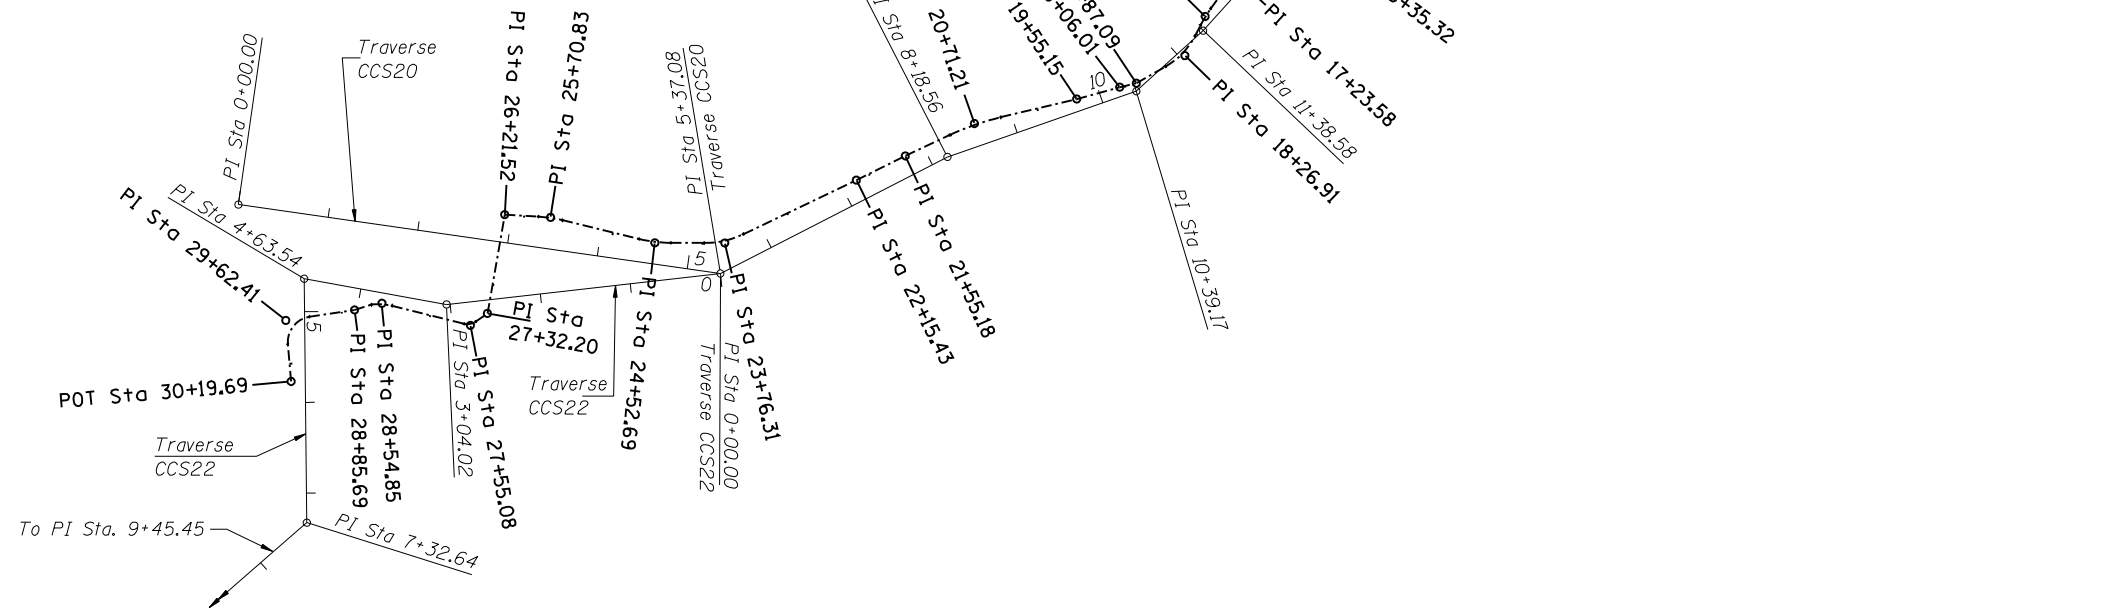 PI Sta 0+00.00
Traverse
CCS20
PI Sta 26+21.52
PI Sta 25+70.83
PI Sta 5+37.08
Traverse CCS20
PI Sta 8+18.56
20+71.21
19+55.15
+06.01
87.09
10
+35.32
PI Sta 17+23.58
PI Sta 11+38.58
PI Sta 18+26.91
PI Sta 10+39.17
PI Sta 4+63.54
PI Sta 29+62.41
5
0
PI Sta 21+55.18
PI Sta 22+15.43
PI Sta 23+76.31
PI Sta 0+00.00
Traverse CCS22
PI Sta 24+52.69
PI Sta
27+32.20
Traverse
CCS22
PI Sta 27+55.08
PI Sta 3+04.02
PI Sta 28+54.85
PI Sta 28+85.69
5
POT Sta 30+19.69
Traverse
CCS22
To PI Sta. 9+45.45
PI Sta 7+32.64